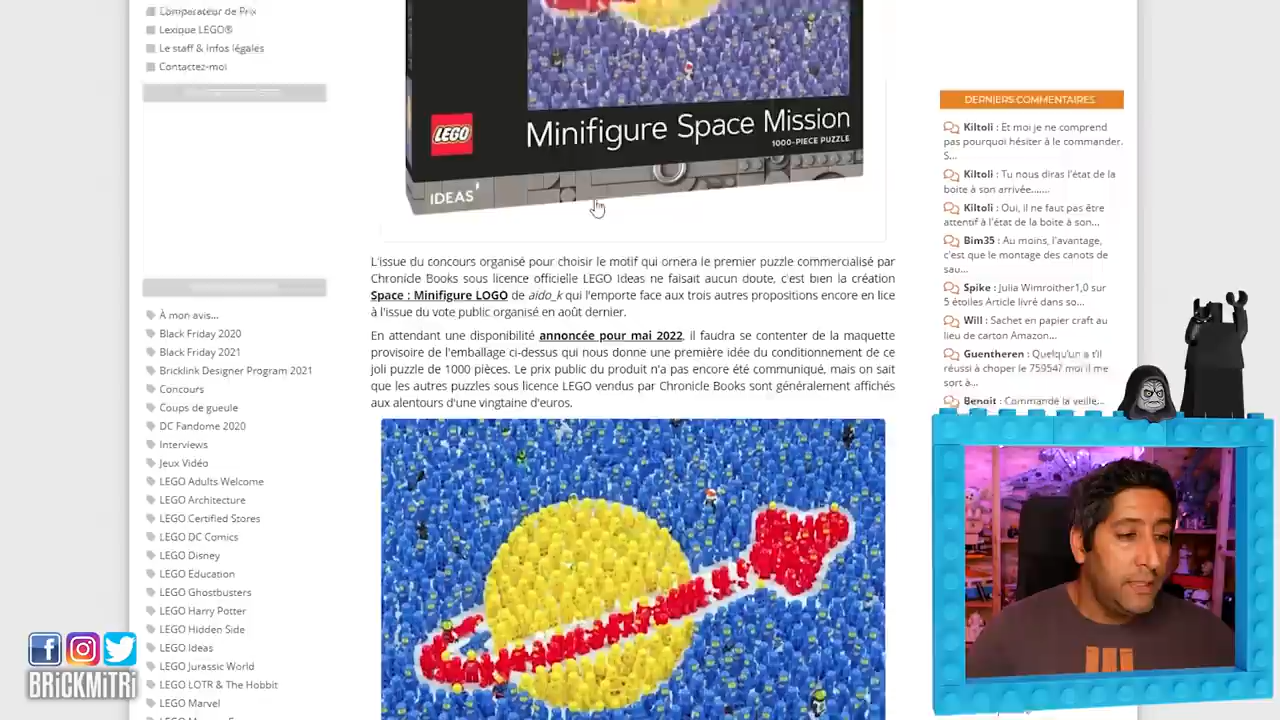 Comparateur de Prix
Lexique LEGO®
Le staff & Infos légales
Contactez-moi
À mon avis...
Black Friday 2020
Black Friday 2021
Bricklink Designer Program 2021
Concours
Coups de gueule
DC Fandome 2020
Interviews
Jeux Vidéo
LEGO Adults Welcome
LEGO Architecture
LEGO Certified Stores
LEGO DC Comics
LEGO Disney
LEGO Education
LEGO Ghostbusters
LEGO Harry Potter
LEGO Hidden Side
LEGO Ideas
LEGO Jurassic World
LEGO LOTR & The Hobbit
LEGO Marvel
BRiCKMiTRi
LEGO
Minifigure Space Mission
1000-PIECE PUZZLE
IDEAS
L'issue du concours organisé pour choisir le motif qui ornera le premier puzzle commercialisé par
Chronicle Books sous licence officielle LEGO Ideas ne faisait aucun doute, c'est bien la création
Space : Minifigure LOGO de aido_k qui l'emporte face aux trois autres propositions encore en lice
à l'issue du vote public organisé en août dernier.
En attendant une disponibilité annoncée pour mai 2022, il faudra se contenter de la maquette
provisoire de l'emballage ci-dessus qui nous donne une première idée du conditionnement de ce
joli puzzle de 1000 pièces. Le prix public du produit n'a pas encore été communiqué, mais on sait
que les autres puzzles sous licence LEGO vendus par Chronicle Books sont généralement affichés
aux alentours d'une vingtaine d'euros.
DERNIERS COMMENTAIRES
Kiltoli : Et moi je ne comprend
pas pourquoi hésiter à le commander.
S...
Kiltoli : Tu nous diras l'état de la
boite à son arrivée.......
Kiltoli : Oui, il ne faut pas être
attentif à l'état de la boite à son...
Bim35 : Au moins, l'avantage,
c'est que le montage des canots de
sau...
Spike : Julia Wimroither1,0 sur
5 étoiles Article livré dans so...
Will : Sachet en papier craft au
lieu de carton Amazon...
Guentheren : Quelqu'un a t'il
réussi à choper le 75954? moi il me
sort à...
Benoit : Commandé la veille...